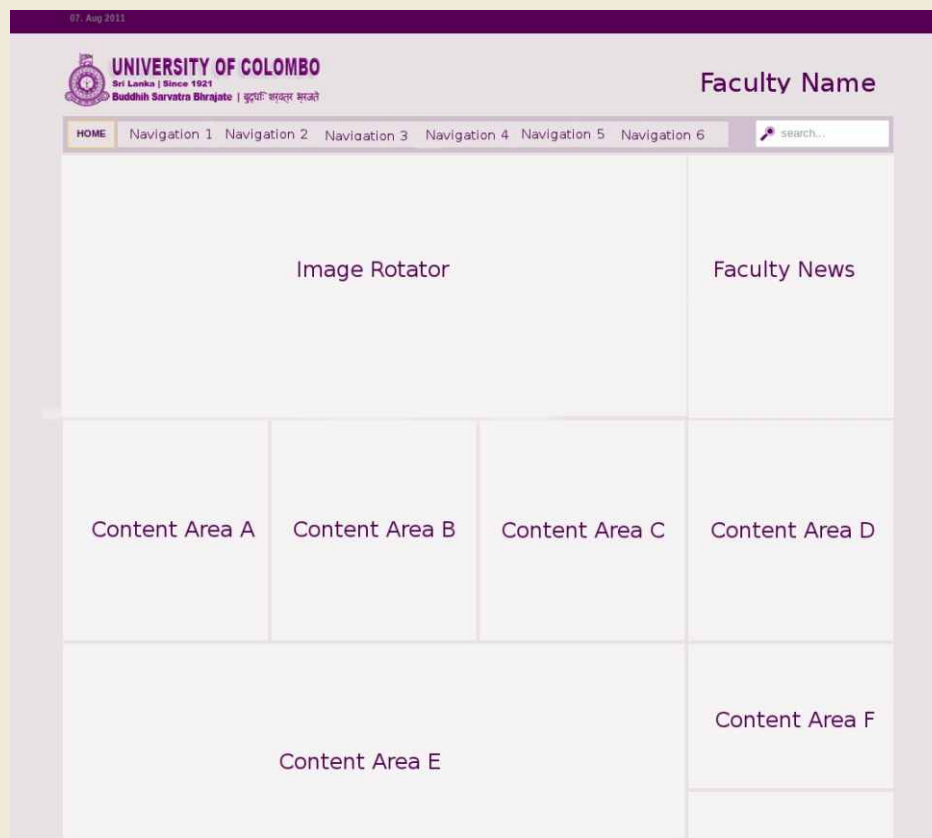 07. Aug 2011
UNIVERSITY OF COLOMBO
Sri Lanka | Since 1921
Buddhih Sarvatra Bhrajate |
Faculty Name
HOME Navigation 1 Navigation 2 Navigation 3 Navigation 4 Navigation 5 Navigation 6 search...
Image Rotator Faculty News
Content Area A Content Area B Content Area C Content Area D
Content Area F
Content Area E